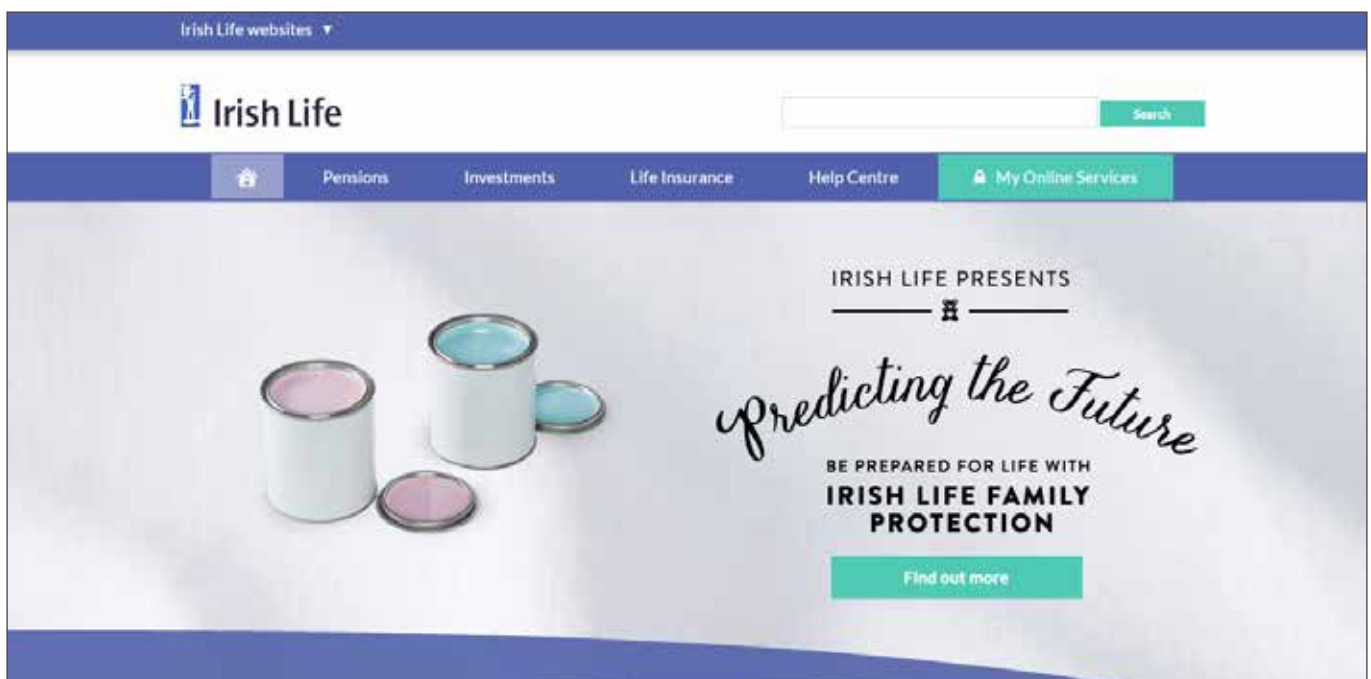 Irish Life websites ▼
Irish Life
Search
Pensions Investments Life Insurance Help Centre My Online Services
IRISH LIFE PRESENTS
Predicting the Future
BE PREPARED FOR LIFE WITH
IRISH LIFE FAMILY
PROTECTION
Find out more